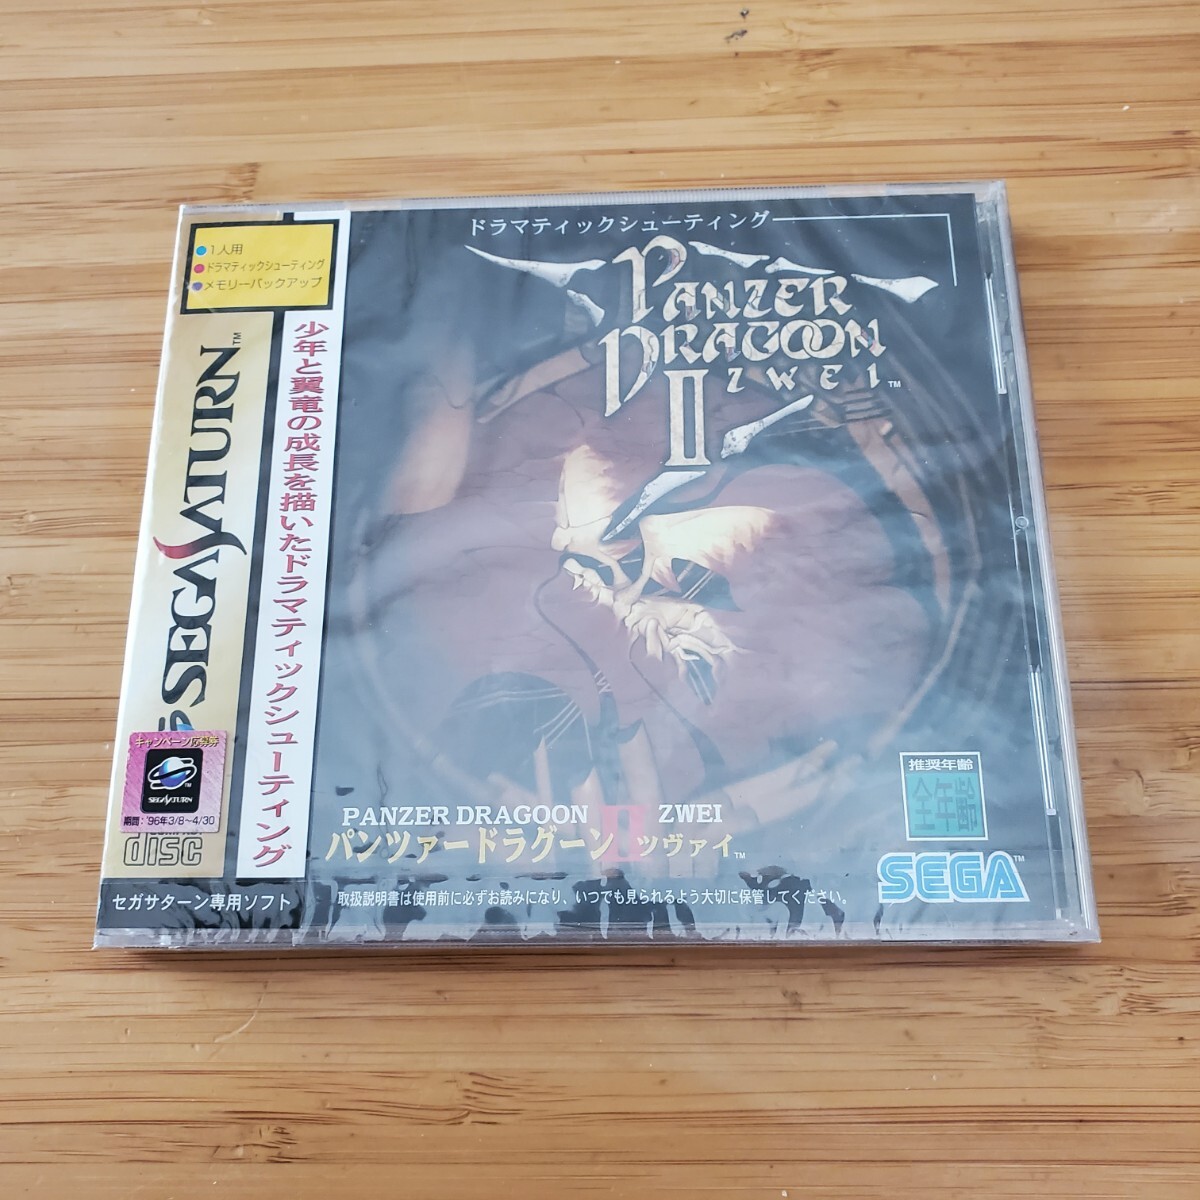 ●1人用
●ドラマティックシューティング
●メモリーバックアップ
SEGA SATURN™
少年と翼竜の成長を描いたドラマティックシューティング
キャンペーン応募券
SEGA SATURN
期間:'96年3/8~4/30
disc
セガサターン専用ソフト
ドラマティックシューティング
PANZER
DRAGOON
II ZWEI™
推奨年齢
全年齢
PANZER DRAGOON II ZWEI
パンツァードラグーン ツヴァイ™
SEGA™
取扱説明書は使用前に必ずお読みになり、いつでも見られるよう大切に保管してください。